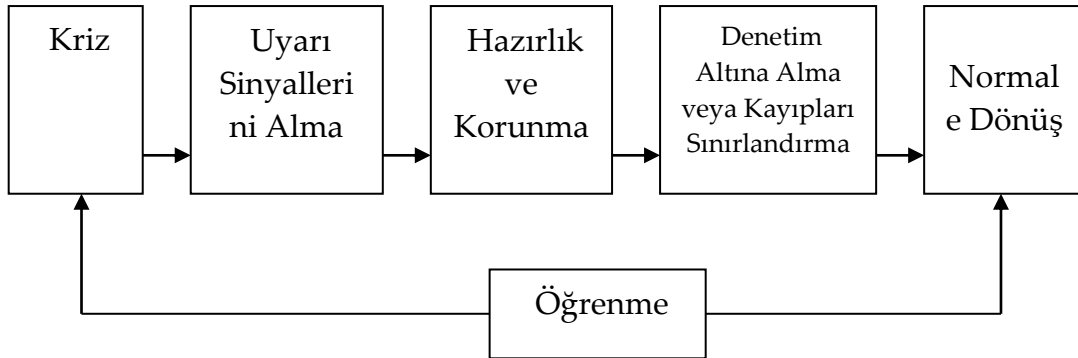 Kriz
Uyarı
Sinyalleri
ni Alma
Hazırlık
ve
Korunma
Denetim
Altına Alma
veya Kayıpları
Sınırlandırma
Normal
e Dönüş
Öğrenme